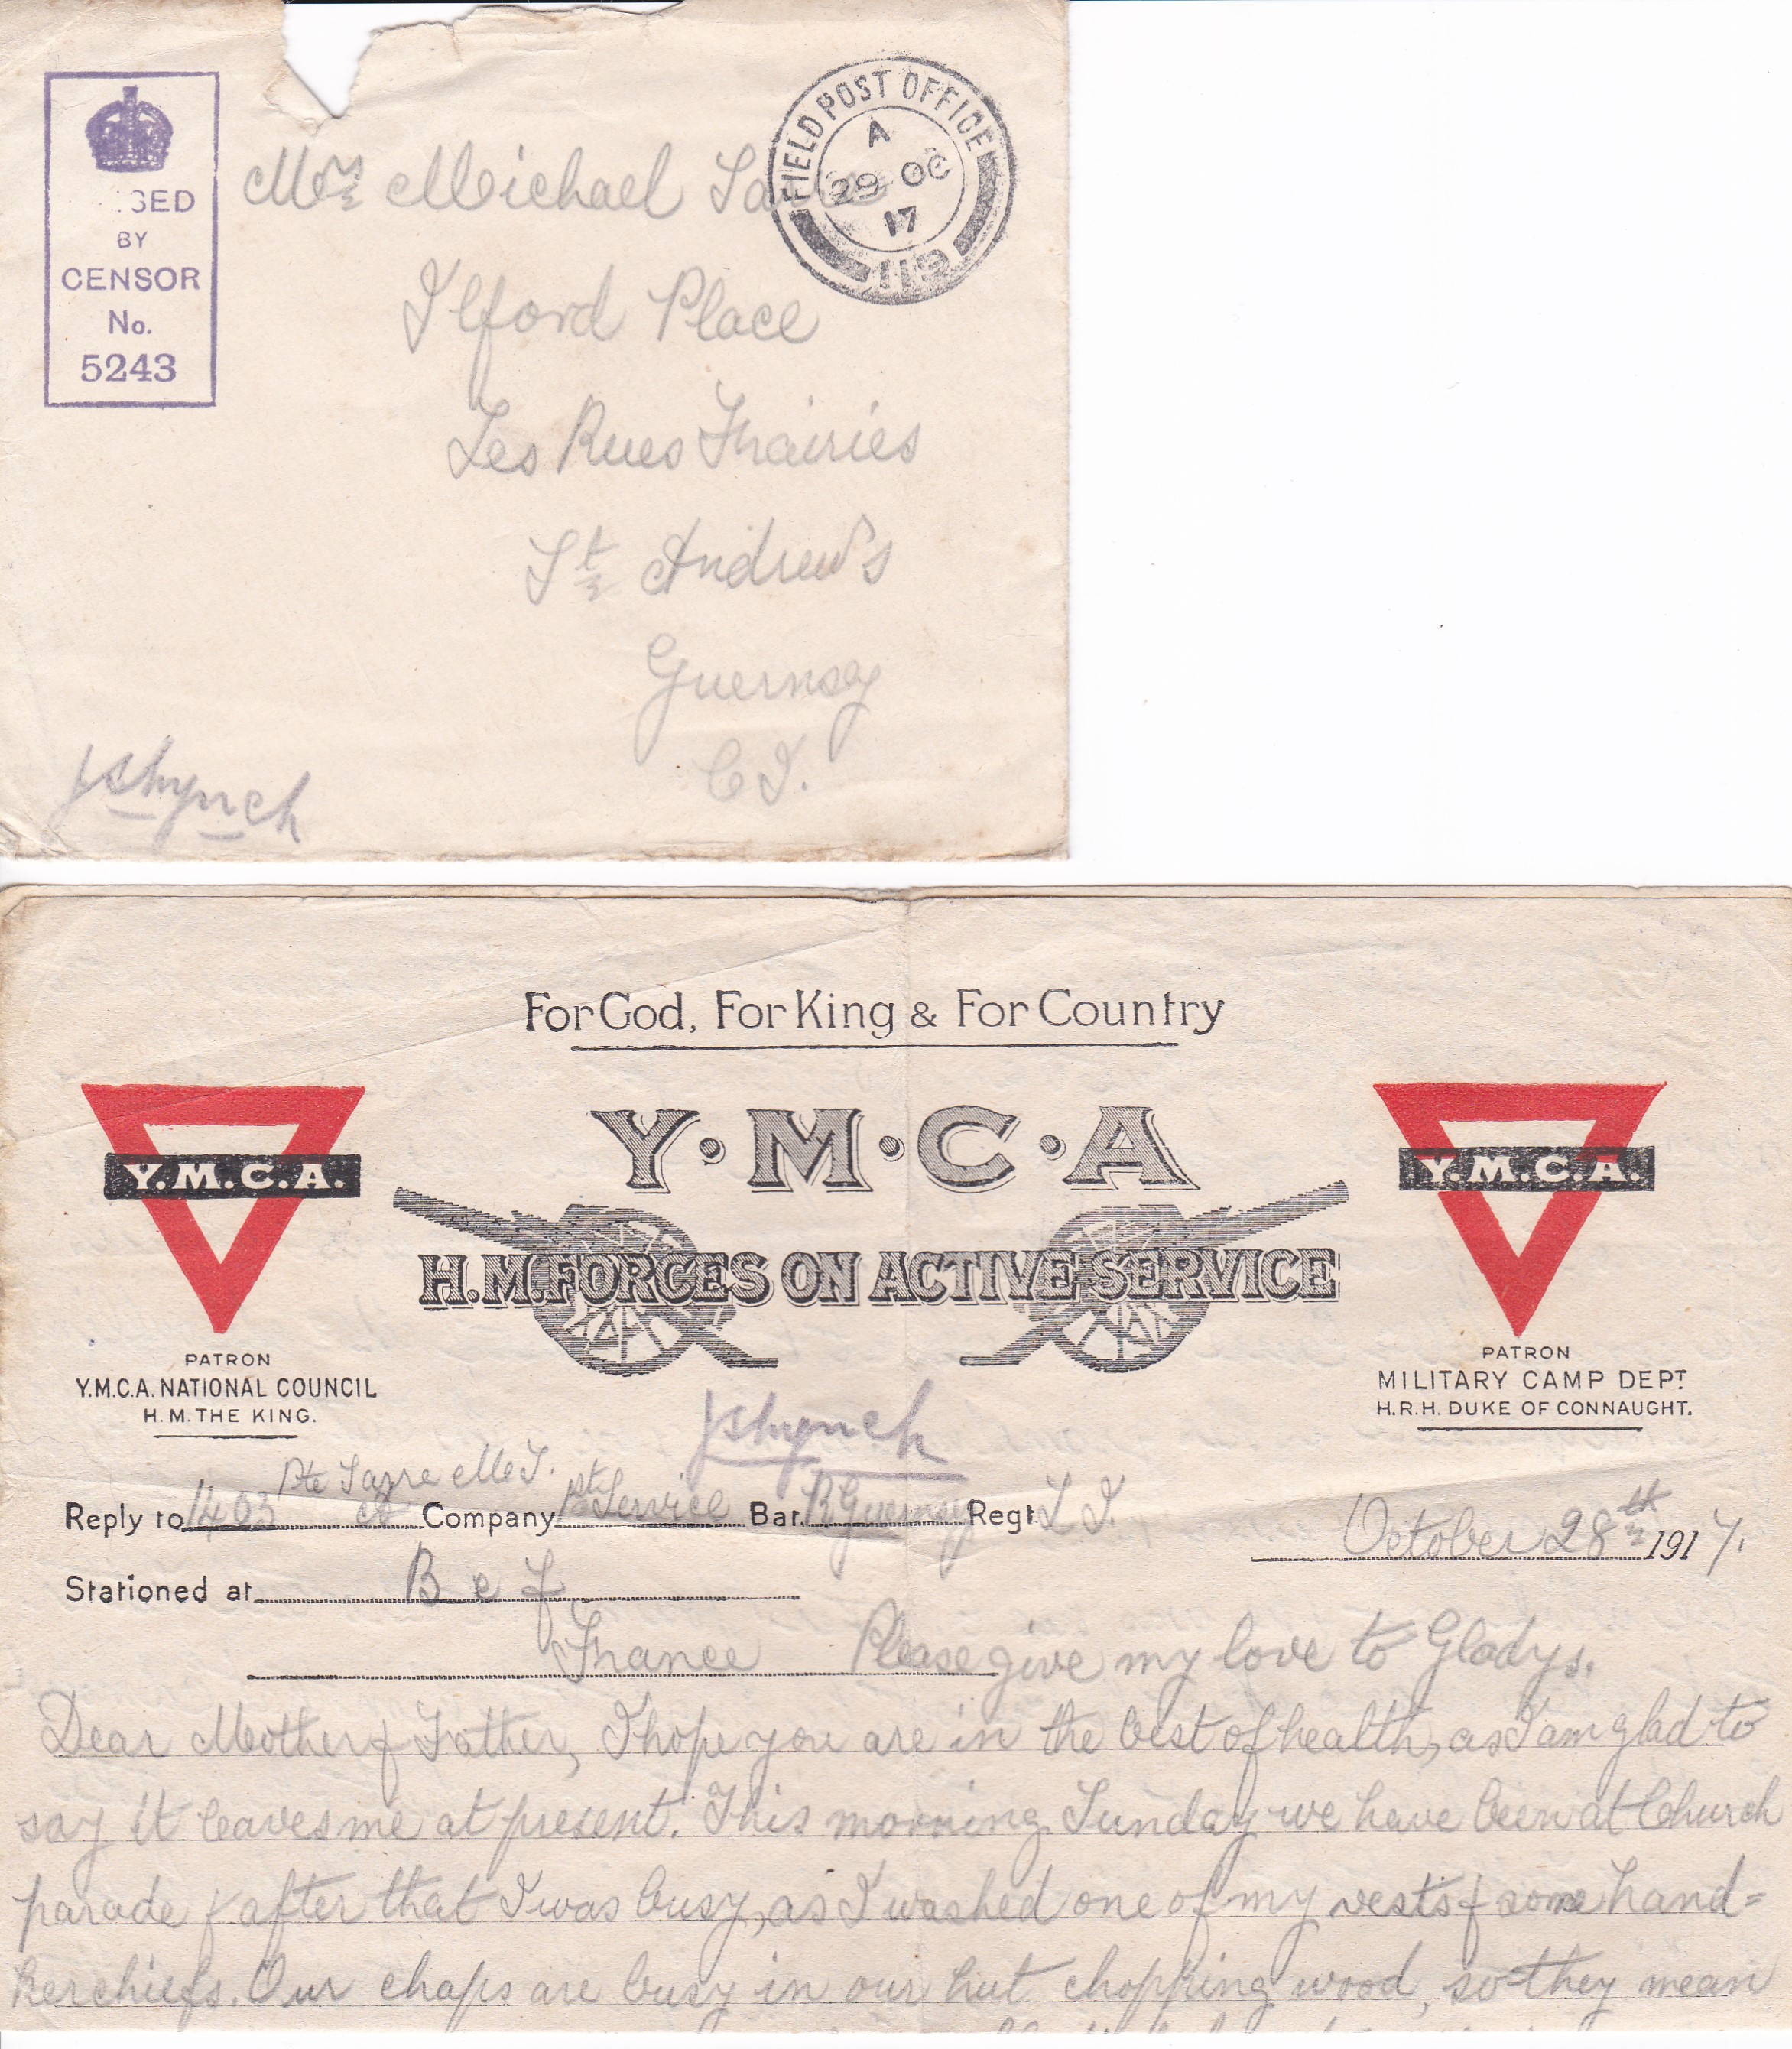 FIELD POST OFFICE
A
29 OC
17
119
SED
BY
CENSOR
No.
5243
Mrs Michael
Ilford Place
Les Rues Frairies
St Andrew's
Guernsey
C I.
For God, For King & For Country
Y.M.C.A.
Y·M·C·A
Y.M.C.A.
H.M. FORCES ON ACTIVE SERVICE
PATRON
Y.M.C.A. NATIONAL COUNCIL
H.M. THE KING.
PATRON
MILITARY CAMP DEPT.
H.R.H. DUKE OF CONNAUGHT.
Pte
Reply to 1403 Company 1st Service Bat. R Guernsey Regt L I.
October 28th 1917.
Stationed at B e f
France Please give my love to Gladys.
Dear Mother & Father, I hope you are in the best of health, as I am glad to
say it leaves me at present. This morning Sunday we have been at Church
parade & after that I was busy, as I washed one of my vests & some hand=
kerchiefs. Our chaps are busy in our hut chopping wood, so they mean